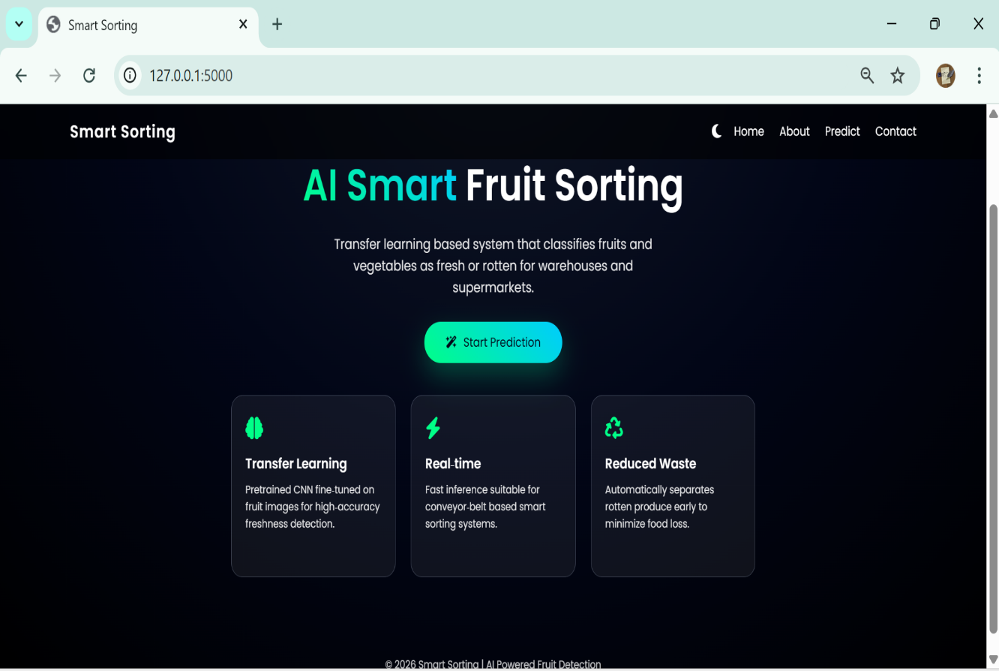 Smart Sorting
127.0.0.1:5000
Smart Sorting
Home About Predict Contact
AI Smart Fruit Sorting
Transfer learning based system that classifies fruits and
vegetables as fresh or rotten for warehouses and
supermarkets.
Start Prediction
Transfer Learning
Pretrained CNN fine-tuned on
fruit images for high-accuracy
freshness detection.
Real-time
Fast inference suitable for
conveyor-belt based smart
sorting systems.
Reduced Waste
Automatically separates
rotten produce early to
minimize food loss.
© 2026 Smart Sorting | AI Powered Fruit Detection